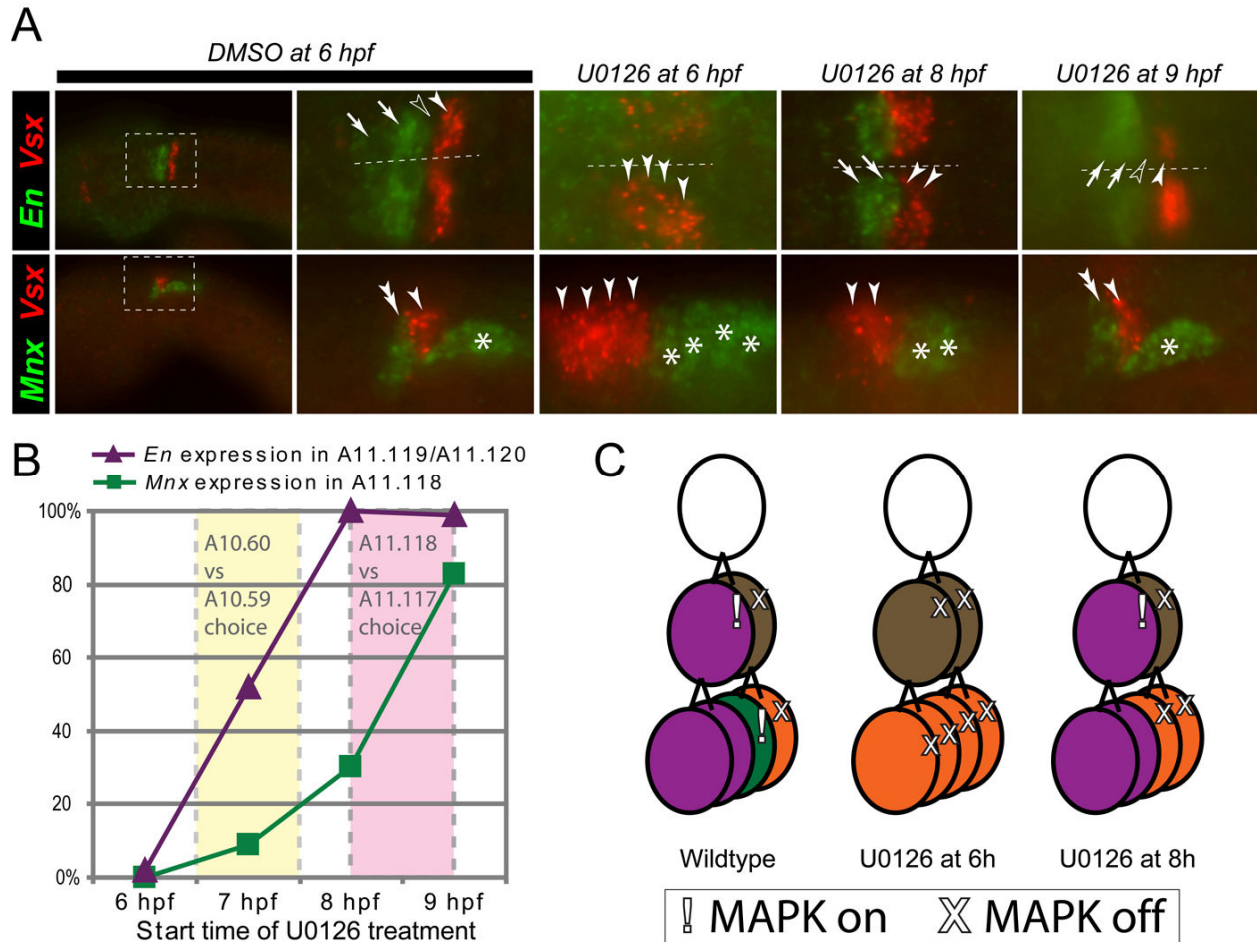 A
DMSO at 6 hpf
U0126 at 6 hpf
U0126 at 8 hpf
U0126 at 9 hpf
En Vsx
* 
Mnx Vsx
* * * * *
* *
*
B
En expression in A11.119/A11.120
Mnx expression in A11.118
100%
80
60
40
20
0%
A10.60
vs
A10.59
choice
A11.118
vs
A11.117
choice
6 hpf
7 hpf
8 hpf
9 hpf
Start time of U0126 treatment
C
! X
X X
! X
! X
X X X X
X X
Wildtype
U0126 at 6h
U0126 at 8h
! MAPK on X MAPK off